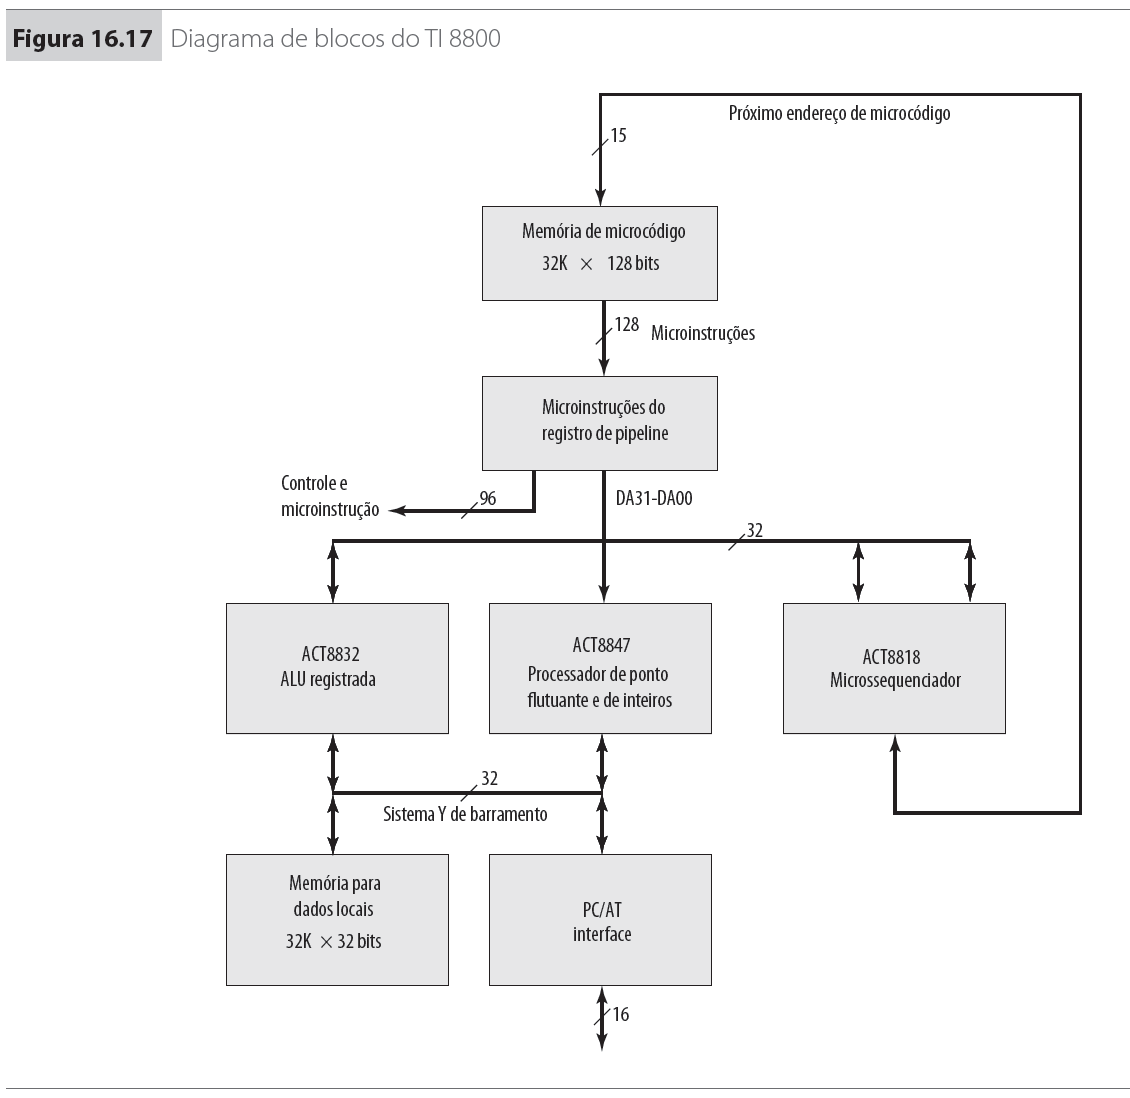 Figura 16.17 Diagrama de blocos do TI 8800
Próximo endereço de microcódigo
15
Memória de microcódigo
32K × 128 bits
128
Microinstruções
Microinstruções do
registro de pipeline
Controle e
microinstrução
96
DA31-DA00
32
ACT8832
ALU registrada
ACT8847
Processador de ponto
flutuante e de inteiros
ACT8818
Microssequenciador
32
Sistema Y de barramento
Memória para
dados locais
32K × 32 bits
PC/AT
interface
16